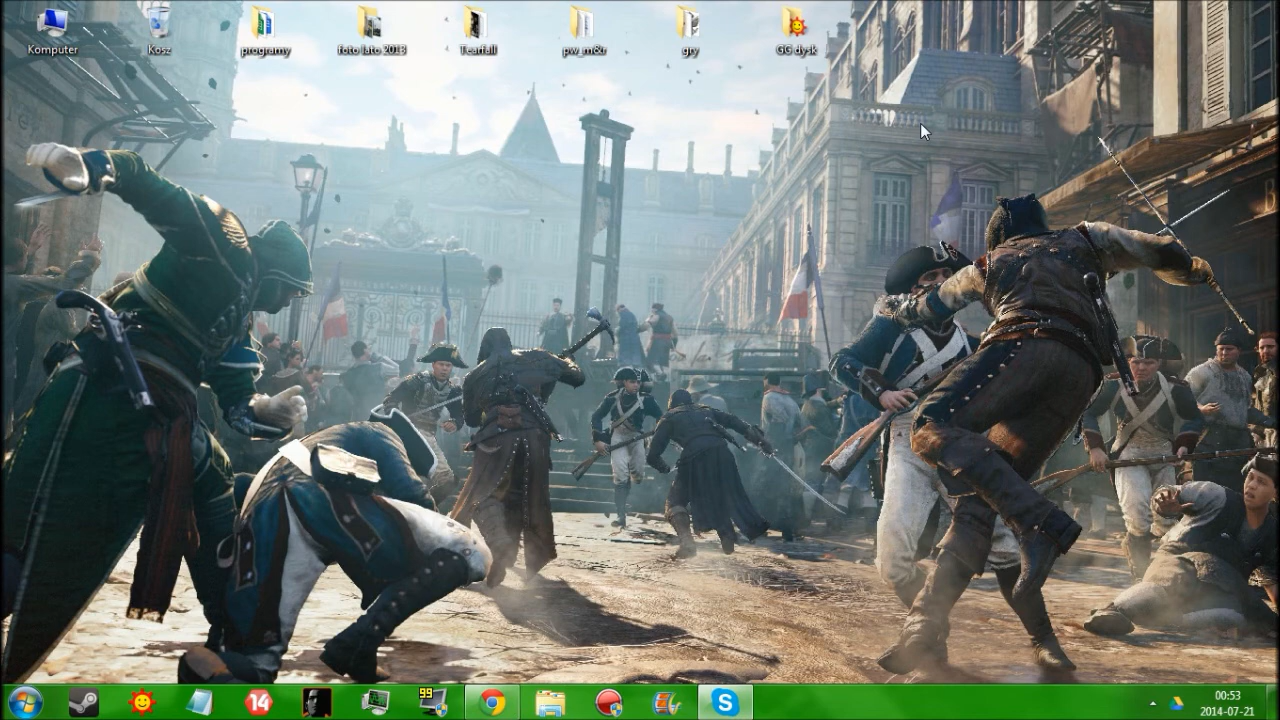 Komputer
Kosz
programy
foto lato 2013
Tearfall
pw_m&r
gry
GG dysk
14
99
S
00:53
2014-07-21